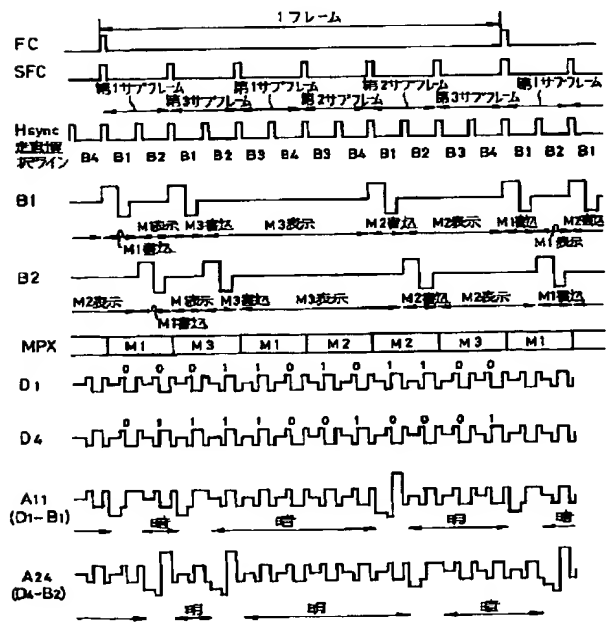 1フレーム
FC
SFC
第1サブフレーム 第1サブフレーム 第2サブフレーム 第1サブフレーム
第3サブフレーム 第2サブフレーム 第3サブフレーム
Hsync
走査選
択ライン B4 B1 B2 B1 B2 B3 B4 B3 B4 B1 B2 B3 B4 B1 B2 B1
B1
M1表示 M3書込 M3表示 M2書込 M2表示 M1書込 M2書込
M1書込 M1表示
B2
M2表示 M1表示 M3書込 M3表示 M2書込 M2表示 M1書込
M1書込
MPX M1 M3 M1 M2 M2 M3 M1
D1 0 0 0 1 1 0 1 0 1 1 0 0
D4 0 1 1 1 0 1 0 0 0 0 1
A11
(D1-B1) 暗 暗 明 暗
A24
(D4-B2) 明 明 暗